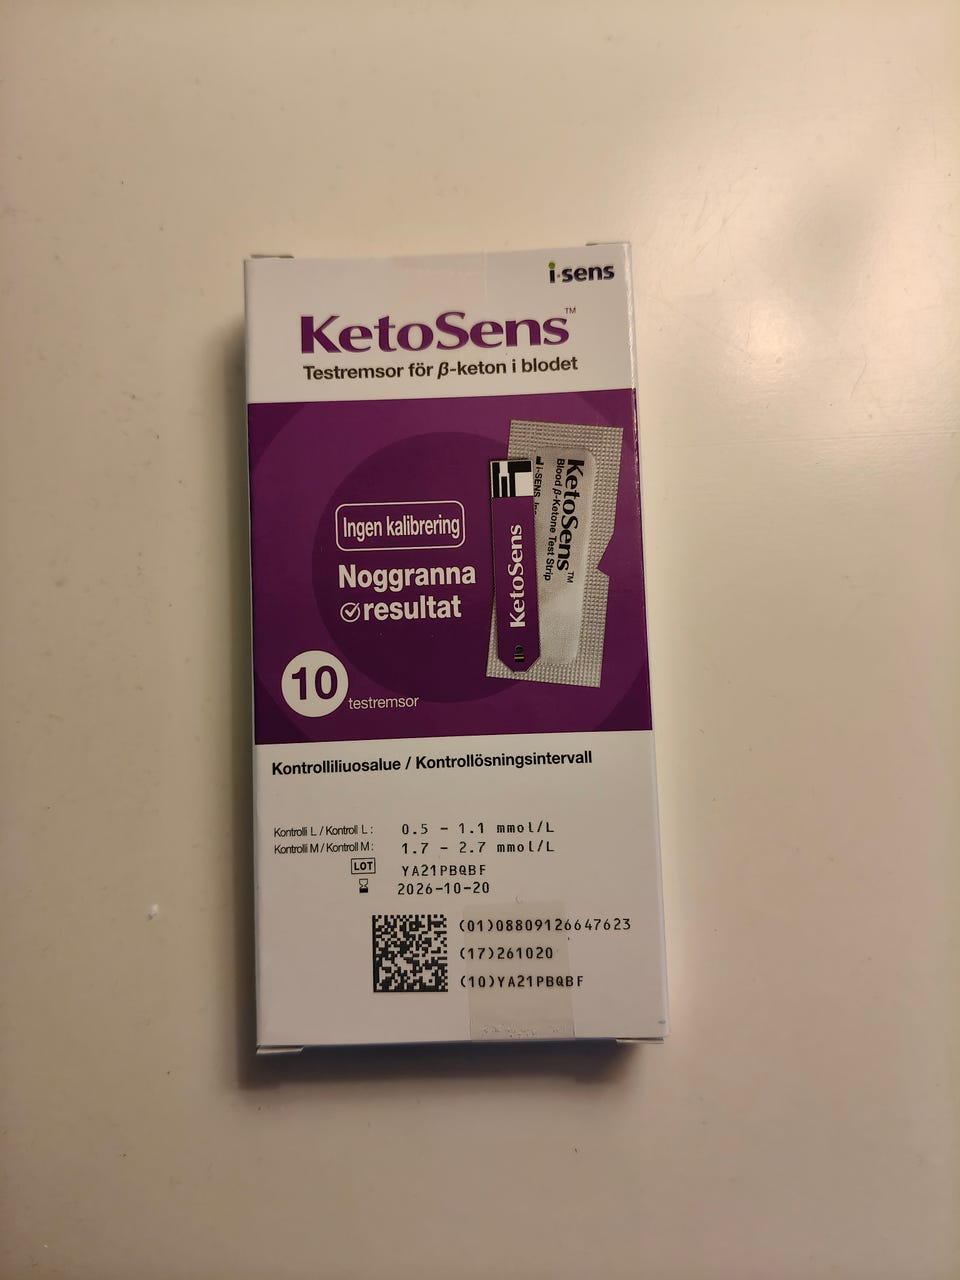 i-sens
KetoSens™
Testremsor för β-keton i blodet
Ingen kalibrering
Noggranna
resultat
10 testremsor
KetoSens
i-SENS, Inc.
KetoSens™
Blood β-Ketone Test Strip
Kontrolliliuosalue / Kontrollösningsintervall
Kontrolli L / Kontroll L : 0.5 - 1.1 mmol/L
Kontrolli M / Kontroll M : 1.7 - 2.7 mmol/L
LOT YA21PBQBF
2026-10-20
(01)08809126647623
(17)261020
(10)YA21PBQBF